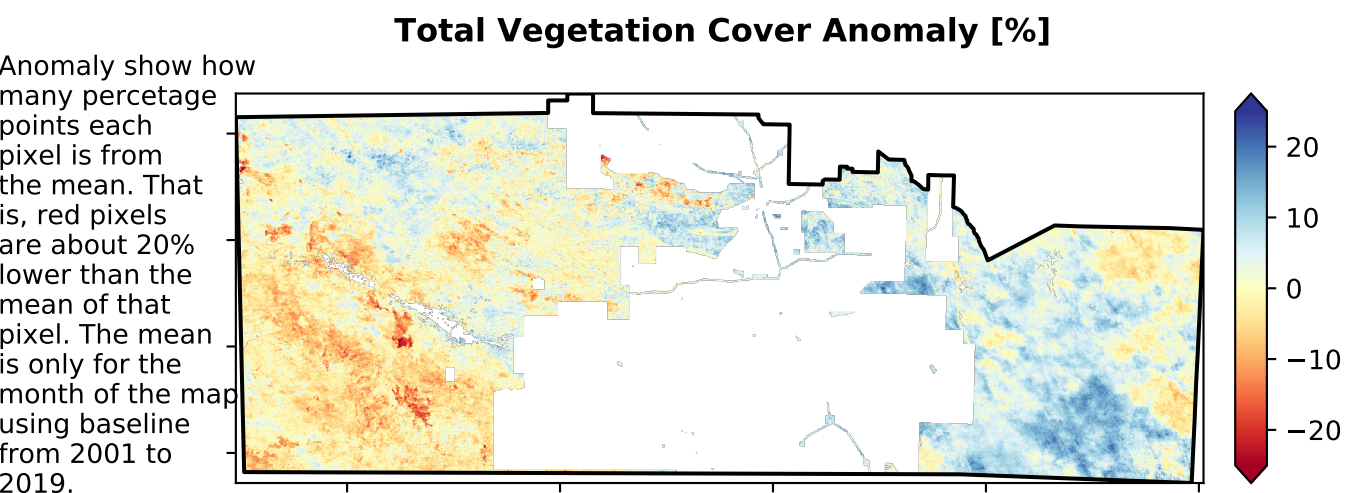 Total Vegetation Cover Anomaly [%]
Anomaly show how
many percetage
points each
pixel is from
the mean. That
is, red pixels
are about 20%
lower than the
mean of that
pixel. The mean
is only for the
month of the map
using baseline
from 2001 to
2019.
20
10
0
−10
−20